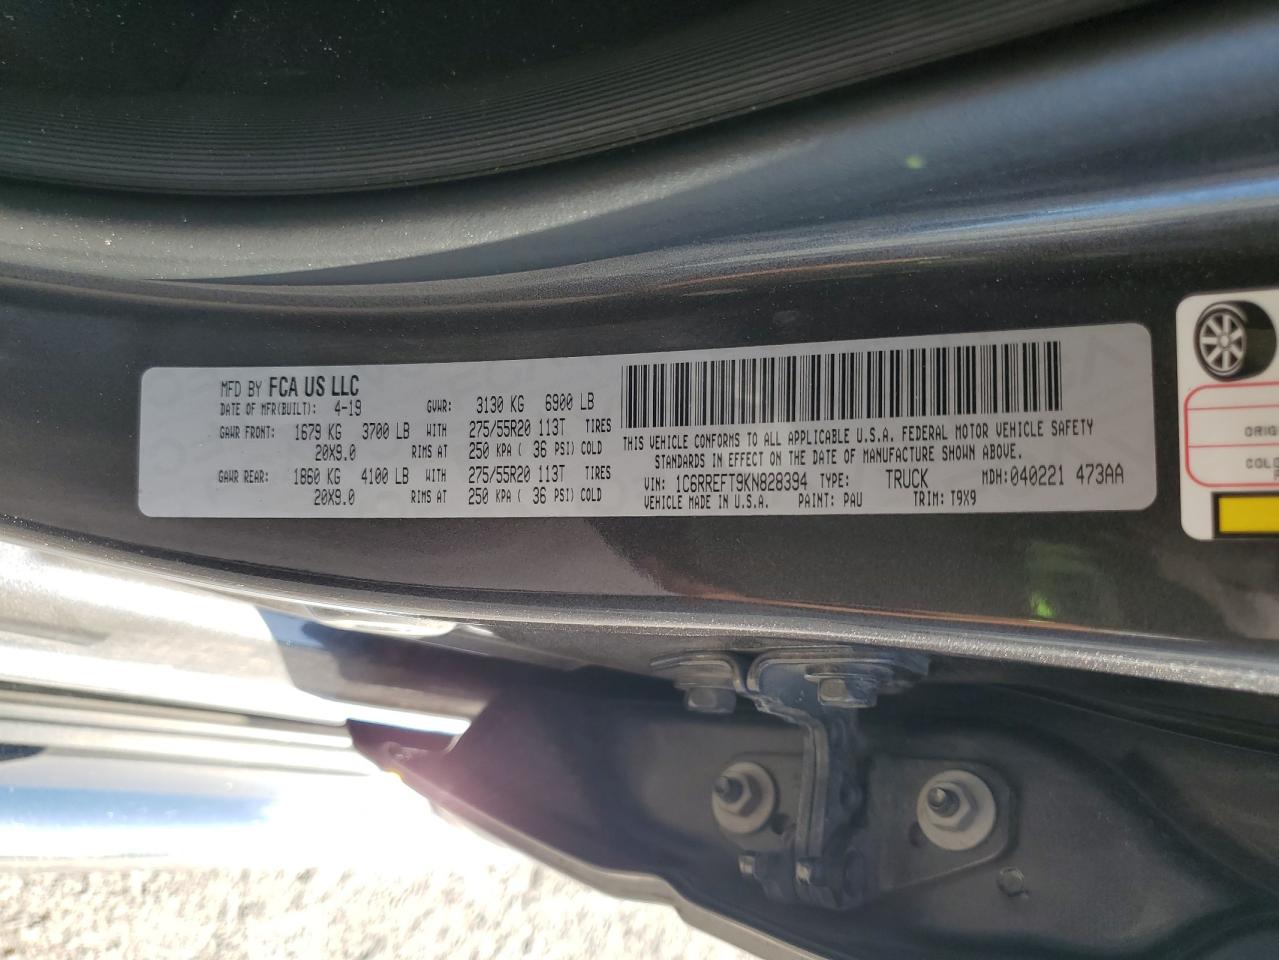 MFD BY FCA US LLC
DATE OF MFR(BUILT): 4-19 GVWR: 3130 KG 6900 LB
GAWR FRONT: 1679 KG 3700 LB WITH 275/55R20 113T TIRES
20X9.0 RIMS AT 250 KPA ( 36 PSI) COLD
GAWR REAR: 1860 KG 4100 LB WITH 275/55R20 113T TIRES
20X9.0 RIMS AT 250 KPA ( 36 PSI) COLD
THIS VEHICLE CONFORMS TO ALL APPLICABLE U.S.A. FEDERAL MOTOR VEHICLE SAFETY
STANDARDS IN EFFECT ON THE DATE OF MANUFACTURE SHOWN ABOVE.
VIN: 1C6RREFT9KN828394 TYPE: TRUCK MDH: 040221 473AA
VEHICLE MADE IN U.S.A. PAINT: PAU TRIM: T9X9
ORIG
COLD